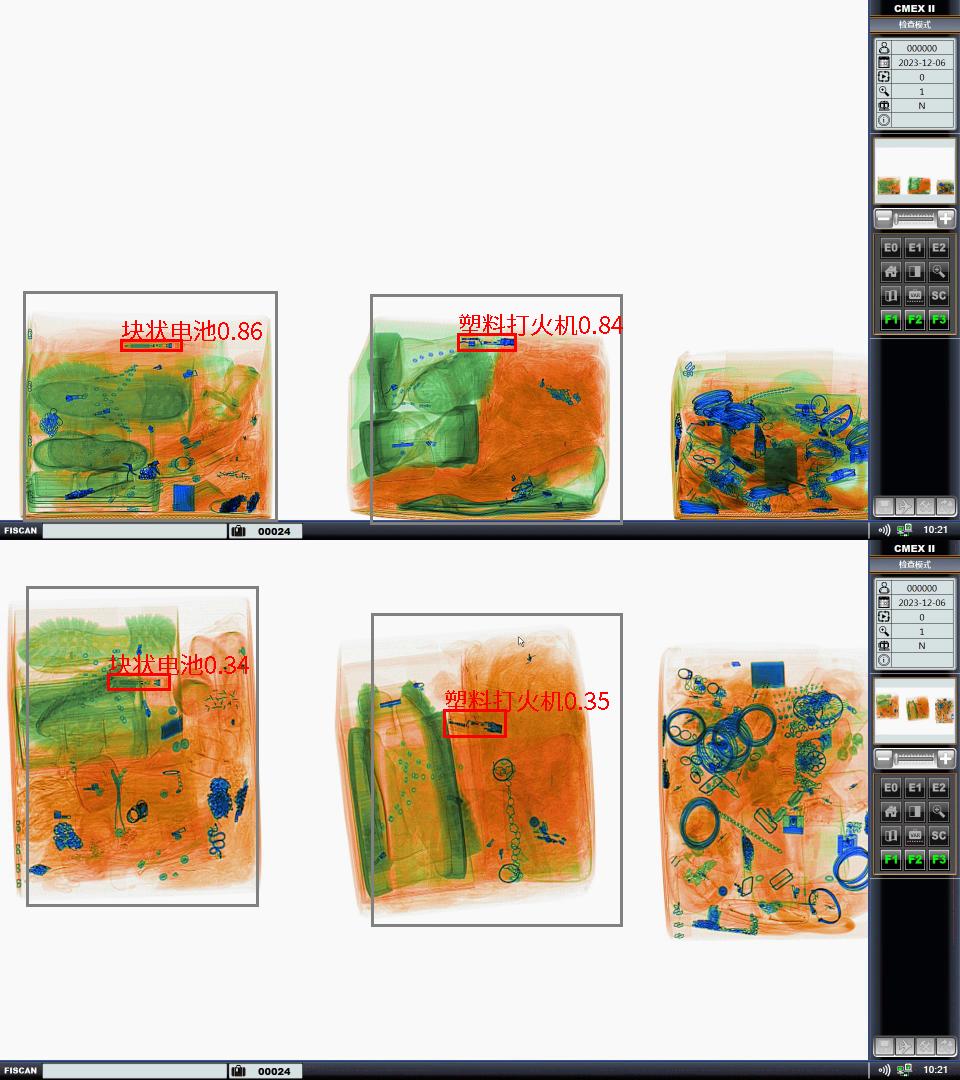 CMEX II
检查模式
000000
2023-12-06
0
1
N
E0 E1 E2
SC
F1 F2 F3
块状电池0.86
塑料打火机0.84
FISCAN
00024
10:21
CMEX II
检查模式
000000
2023-12-06
0
1
N
E0 E1 E2
SC
F1 F2 F3
块状电池0.34
塑料打火机0.35
FISCAN
00024
10:21